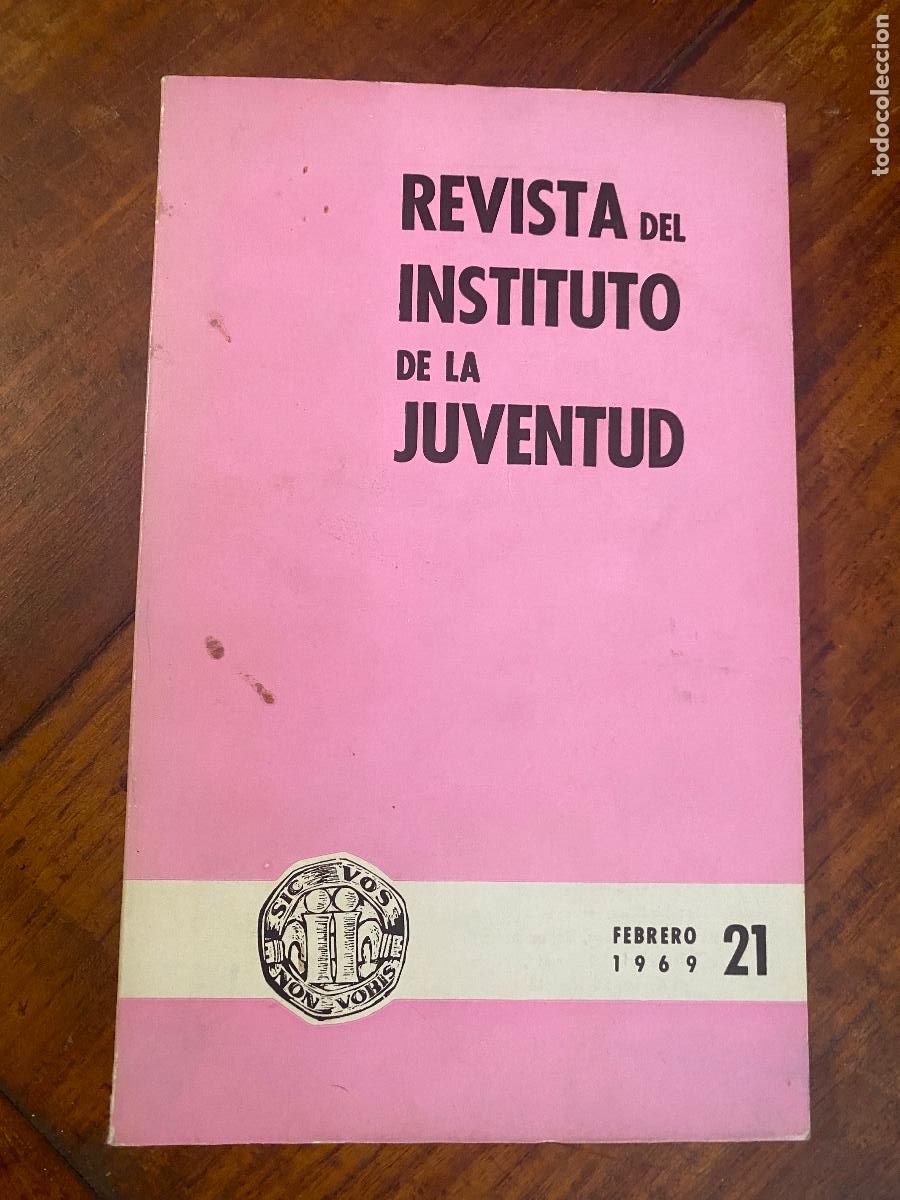 REVISTA DEL
INSTITUTO
DE LA
JUVENTUD
SIC VOS
NON VOBIS
FEBRERO
1969
21
todocoleccion